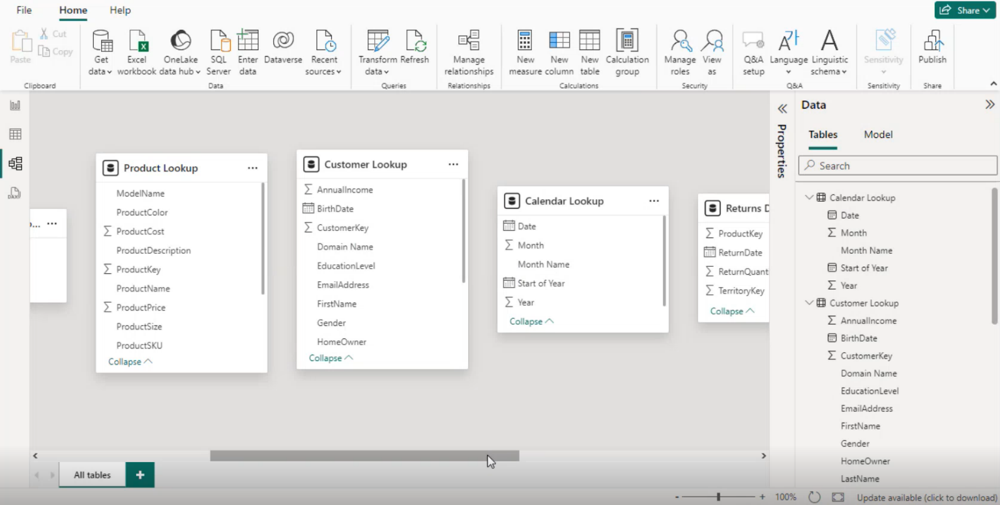 File Home Help Share
Paste Cut
Copy
Clipboard
Get data
Excel workbook
OneLake data hub
SQL Server
Enter data
Dataverse
Recent sources
Data
Transform data
Refresh
Queries
Manage relationships
Relationships
New measure
New column
New table
Calculation group
Calculations
Manage roles
View as
Security
Q&A setup
Language
Linguistic schema
Q&A
Sensitivity
Sensitivity
Publish
Share
...
Product Lookup ...
ModelName
ProductColor
ProductCost
ProductDescription
ProductKey
ProductName
ProductPrice
ProductSize
ProductSKU
Collapse
Customer Lookup ...
AnnualIncome
BirthDate
CustomerKey
Domain Name
EducationLevel
EmailAddress
FirstName
Gender
HomeOwner
Collapse
Calendar Lookup ...
Date
Month
Month Name
Start of Year
Year
Collapse
Returns D
ProductKey
ReturnDate
ReturnQuant
TerritoryKey
Collapse
Properties
Data
Tables Model
Search
Calendar Lookup
Date
Month
Month Name
Start of Year
Year
Customer Lookup
AnnualIncome
BirthDate
CustomerKey
Domain Name
EducationLevel
EmailAddress
FirstName
Gender
HomeOwner
LastName
All tables +
- + 100% Update available (click to download)